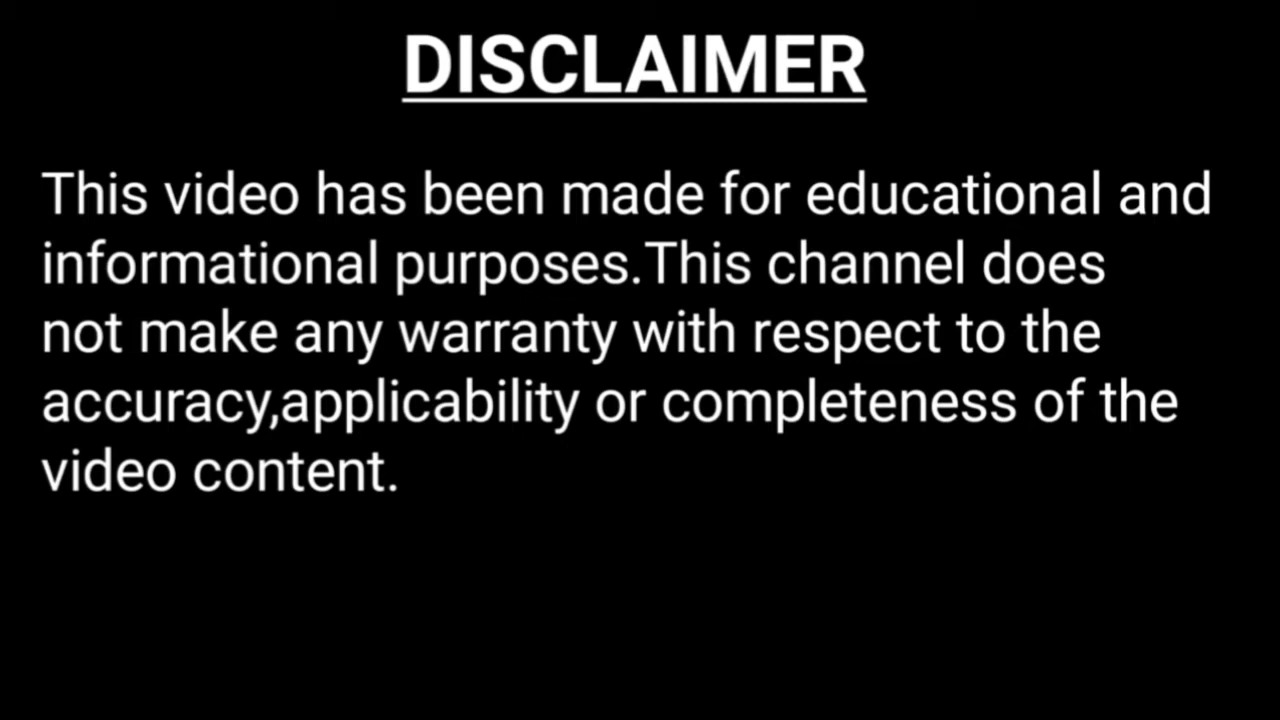 DISCLAIMER
This video has been made for educational and
informational purposes.This channel does
not make any warranty with respect to the
accuracy,applicability or completeness of the
video content.